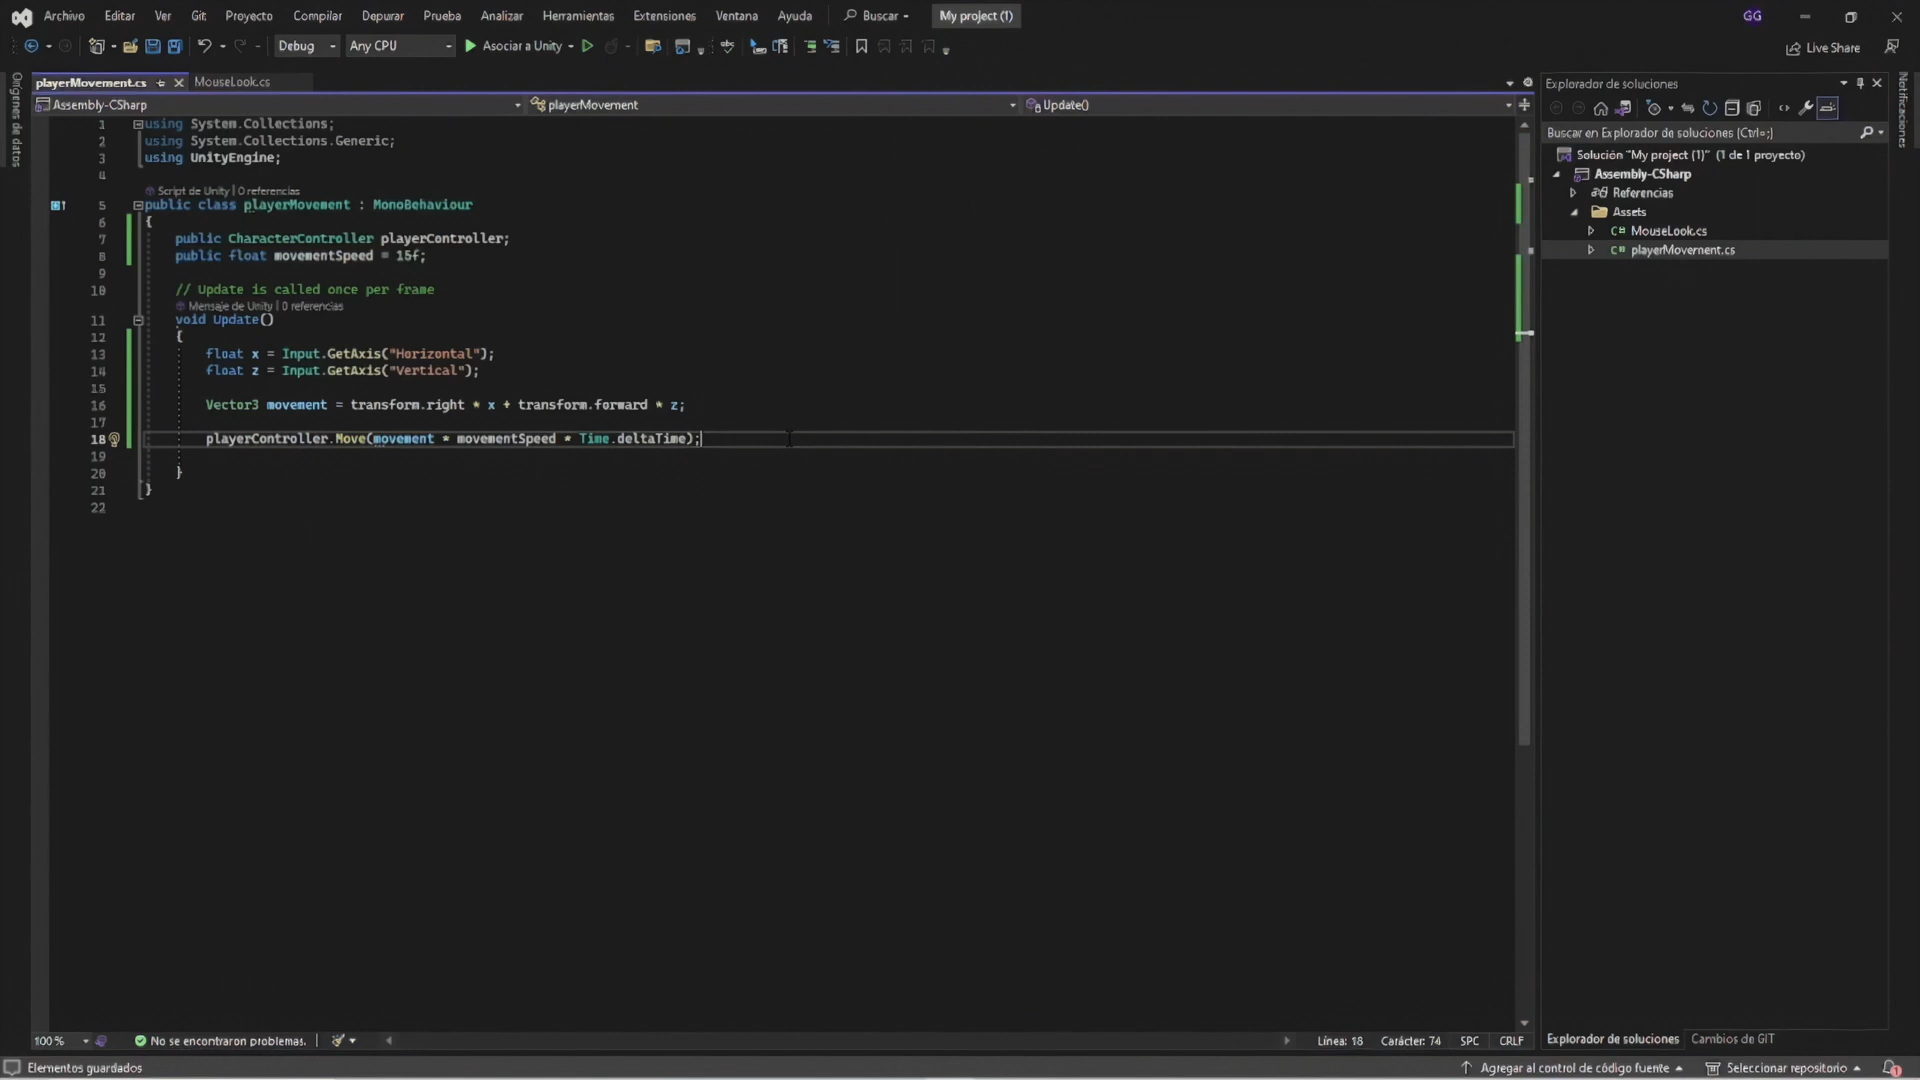 Archivo Editar Ver Git Proyecto Compilar Depurar Prueba Analizar Herramientas Extensiones Ventana Ayuda Buscar My project (1) GG
Debug Any CPU Asociar a Unity Live Share
playerMovement.cs MouseLook.cs
Assembly-CSharp playerMovement Update()
1 using System.Collections;
2 using System.Collections.Generic;
3 using UnityEngine;
4
Script de Unity | 0 referencias
5 public class playerMovement : MonoBehaviour
6 {
7 public CharacterController playerController;
8 public float movementSpeed = 15f;
9
10 // Update is called once per frame
Mensaje de Unity | 0 referencias
11 void Update()
12 {
13 float x = Input.GetAxis("Horizontal");
14 float z = Input.GetAxis("Vertical");
15
16 Vector3 movement = transform.right * x + transform.forward * z;
17
18 playerController.Move(movement * movementSpeed * Time.deltaTime);
19
20 }
21 }
22
Orígenes de datos
Explorador de soluciones
Buscar en Explorador de soluciones (Ctrl+;)
Solución "My project (1)" (1 de 1 proyecto)
Assembly-CSharp
Referencias
Assets
C# MouseLook.cs
C# playerMovement.cs
Notificaciones
100 % No se encontraron problemas. Línea: 18 Carácter: 74 SPC CRLF
Explorador de soluciones Cambios de GIT
Elementos guardados Agregar al control de código fuente Seleccionar repositorio 1